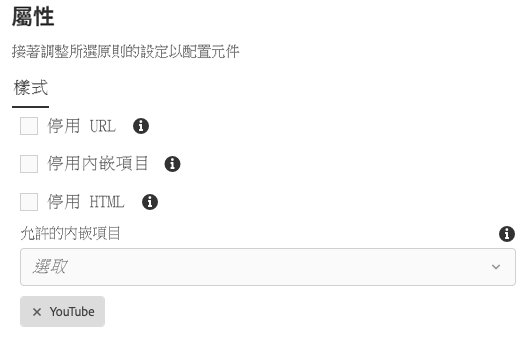 屬性
接著調整所選原則的設定以配置元件
樣式
停用 URL
停用內嵌項目
停用 HTML
允許的內嵌項目
選取
YouTube